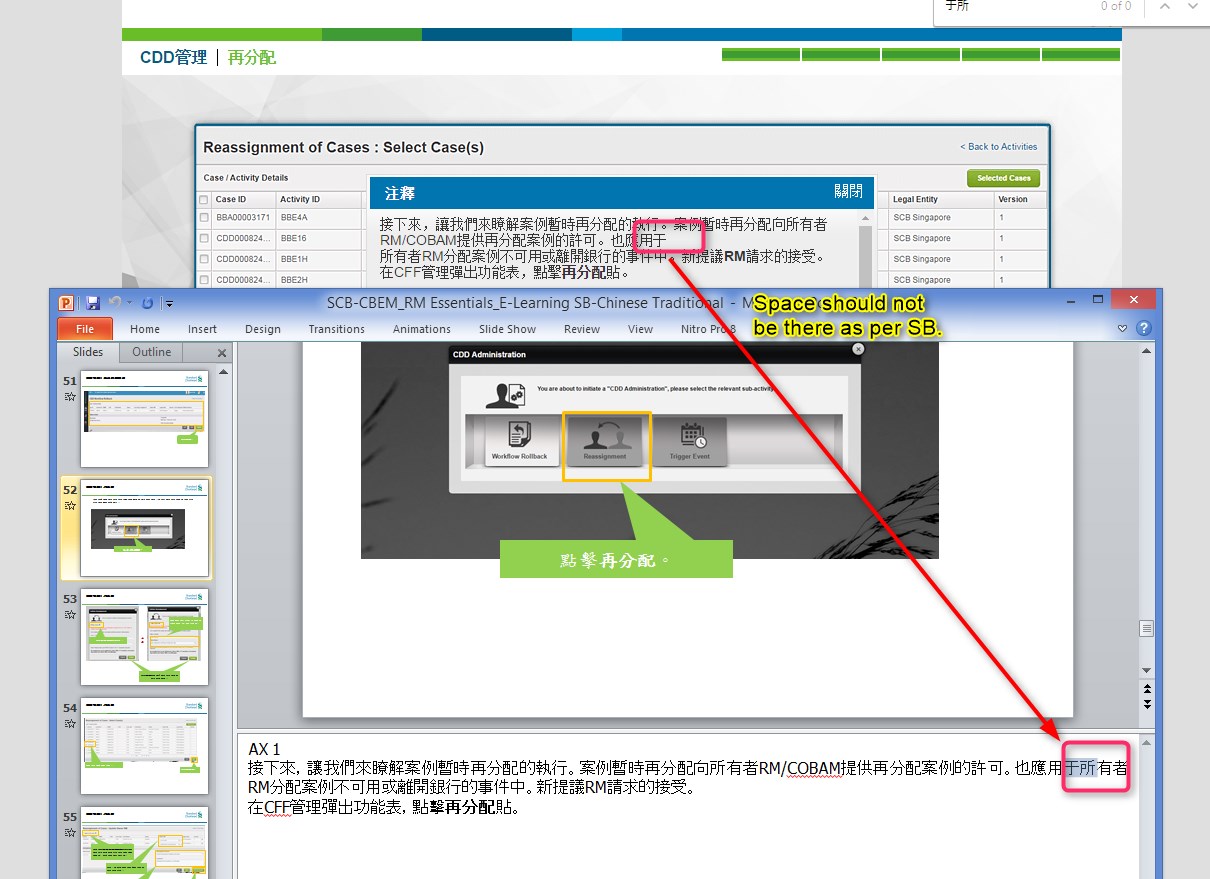 于所
0 of 0
CDD管理 | 再分配
Reassignment of Cases : Select Case(s)
< Back to Activities
Case / Activity Details
Selected Cases
Case ID Activity ID Legal Entity Version
BBA00003171 BBE4A SCB Singapore 1
CDD000824... BBE16 SCB Singapore 1
CDD000824... BBE1H SCB Singapore 1
CDD000824... BBE2H SCB Singapore 1
注釋 關閉
接下來，讓我們來瞭解案例暫時再分配的執行。案例暫時再分配向所有者
RM/COBAM提供再分配案例的許可。也應用于
所有者RM分配案例不可用或離開銀行的事件中。新提議RM請求的接受。
在CFF管理彈出功能表，點擊再分配貼。
SCB-CBEM_RM Essentials_E-Learning SB-Chinese Traditional - M
Space should not
be there as per SB.
File Home Insert Design Transitions Animations Slide Show Review View Nitro Pro 8
Slides Outline
51
52
53
54
55
CDD Administration
You are about to initiate a "CDD Administration", please select the relevant sub-activity
Workflow Rollback Reassignment Trigger Event
點擊再分配。
AX 1
接下來，讓我們來瞭解案例暫時再分配的執行。案例暫時再分配向所有者RM/COBAM提供再分配案例的許可。也應用于所有者
RM分配案例不可用或離開銀行的事件中。新提議RM請求的接受。
在CFF管理彈出功能表，點擊再分配貼。